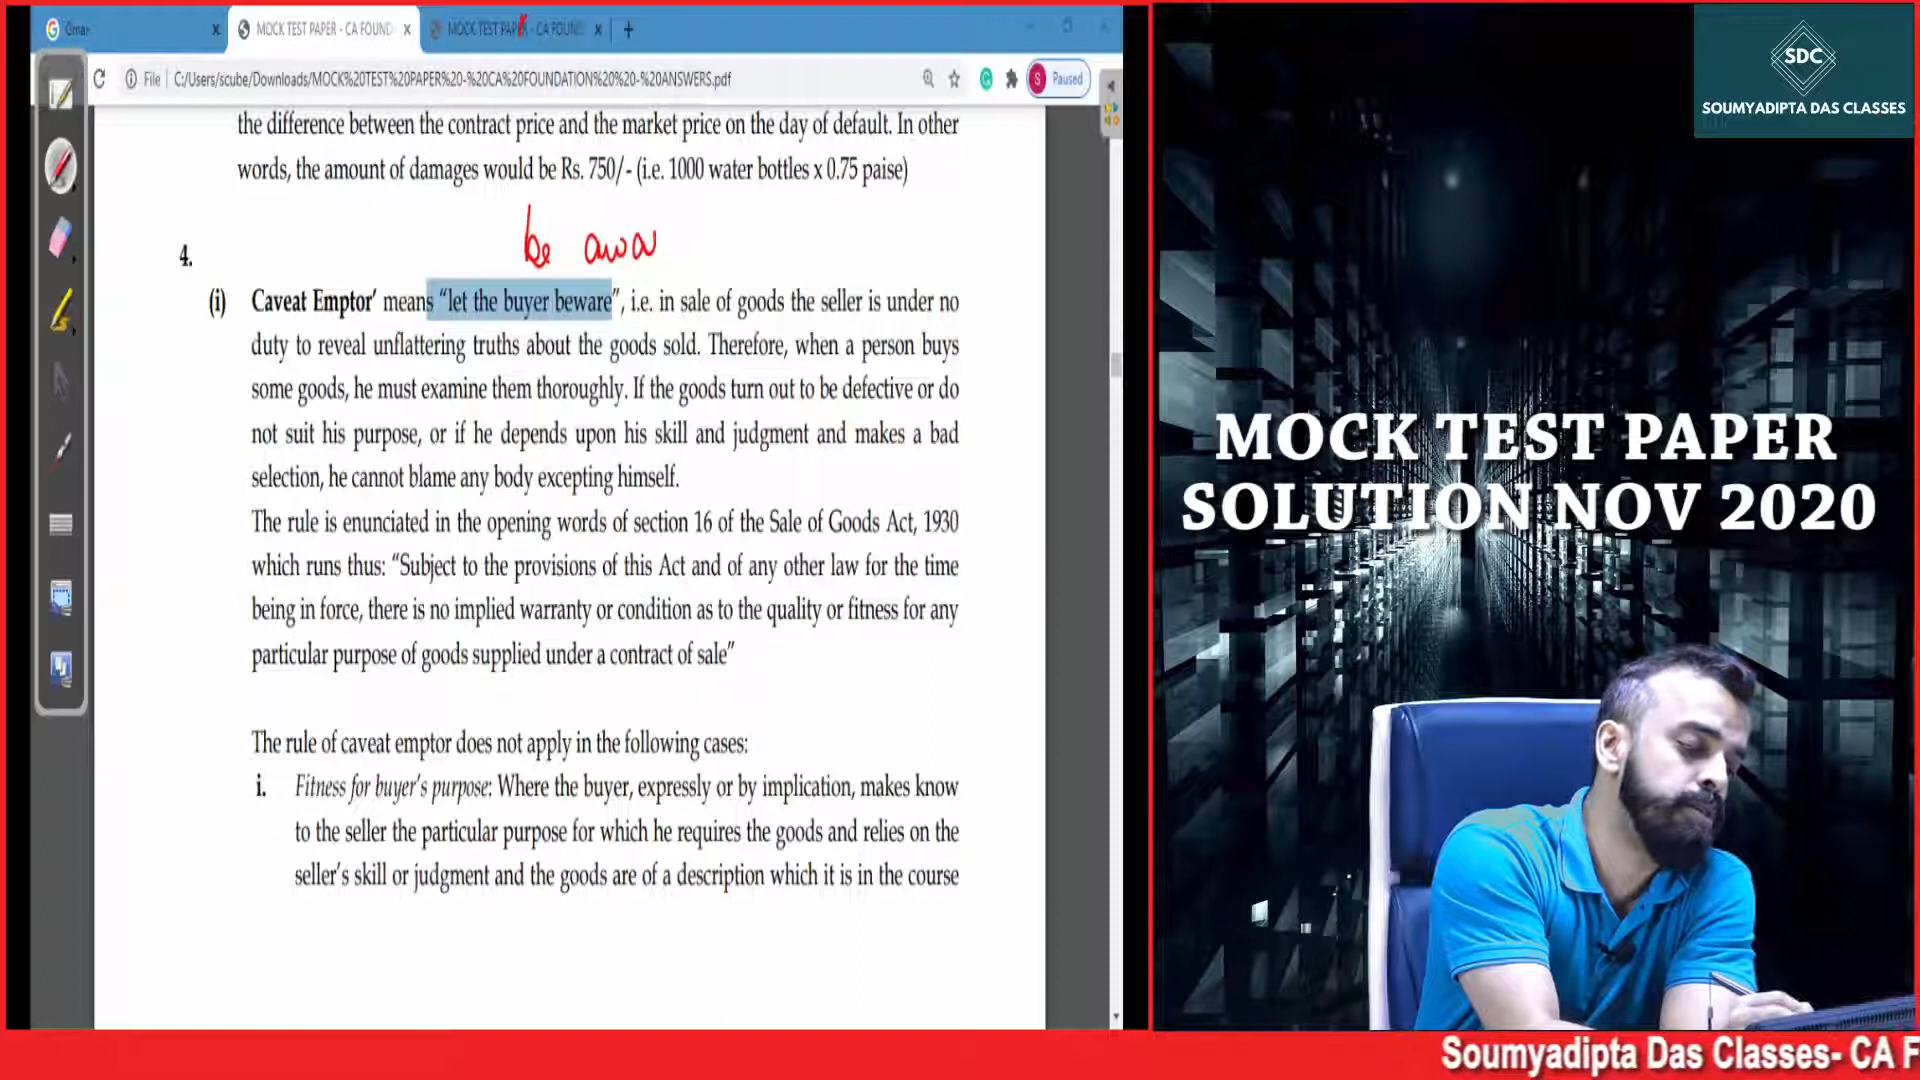 MOCK TEST PAPER - CA FOUND
MOCK TEST PAPER - CA FOUN
File
C:/Users/scube/Downloads/MOCK%20TEST%20PAPER%20-%20CA%20FOUNDATION%20%20-%20ANSWERS.pdf
S
Paused
the difference between the contract price and the market price on the day of default. In other
words, the amount of damages would be Rs. 750/- (i.e. 1000 water bottles x 0.75 paise)
be awa
4.
(i) Caveat Emptor' means “let the buyer beware”, i.e. in sale of goods the seller is under no
duty to reveal unflattering truths about the goods sold. Therefore, when a person buys
some goods, he must examine them thoroughly. If the goods turn out to be defective or do
not suit his purpose, or if he depends upon his skill and judgment and makes a bad
selection, he cannot blame any body excepting himself.
The rule is enunciated in the opening words of section 16 of the Sale of Goods Act, 1930
which runs thus: “Subject to the provisions of this Act and of any other law for the time
being in force, there is no implied warranty or condition as to the quality or fitness for any
particular purpose of goods supplied under a contract of sale”
The rule of caveat emptor does not apply in the following cases:
i. Fitness for buyer's purpose: Where the buyer, expressly or by implication, makes know
to the seller the particular purpose for which he requires the goods and relies on the
seller's skill or judgment and the goods are of a description which it is in the course
SDC
SOUMYADIPTA DAS CLASSES
MOCK TEST PAPER
SOLUTION NOV 2020
Soumyadipta Das Classes- CA F